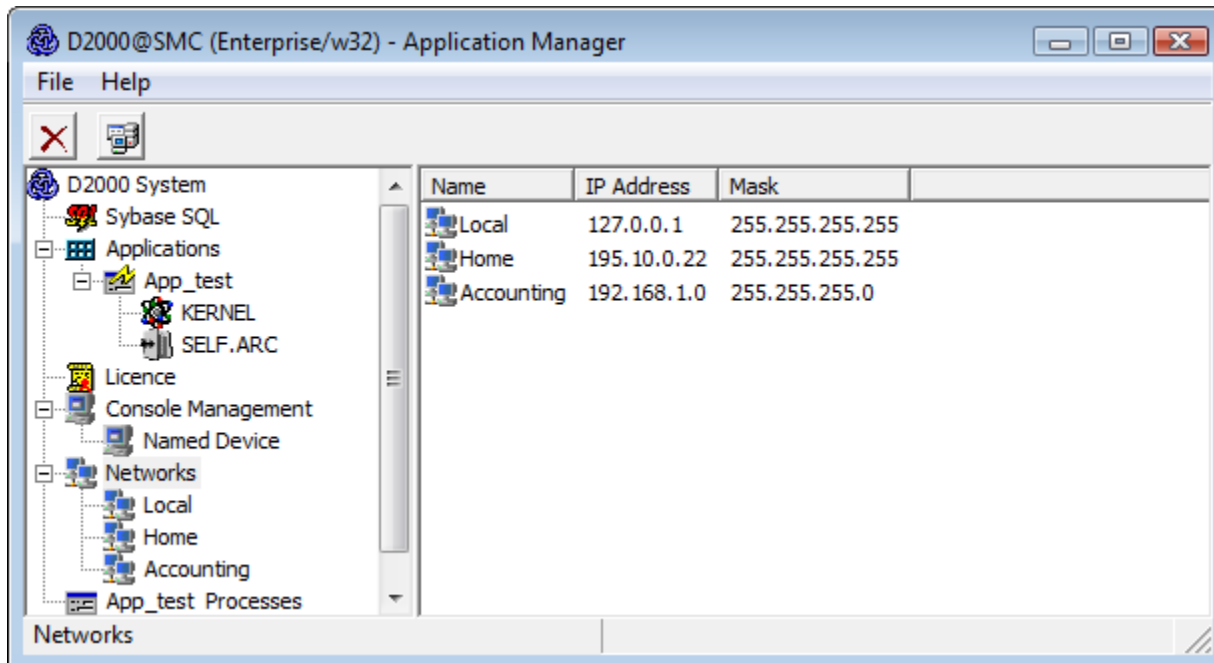 D2000@SMC (Enterprise/w32) - Application Manager
File Help
D2000 System
Sybase SQL
Applications
App_test
KERNEL
SELF.ARC
Licence
Console Management
Named Device
Networks
Local
Home
Accounting
App_test Processes
Name IP Address Mask
Local 127.0.0.1 255.255.255.255
Home 195.10.0.22 255.255.255.255
Accounting 192.168.1.0 255.255.255.0
Networks